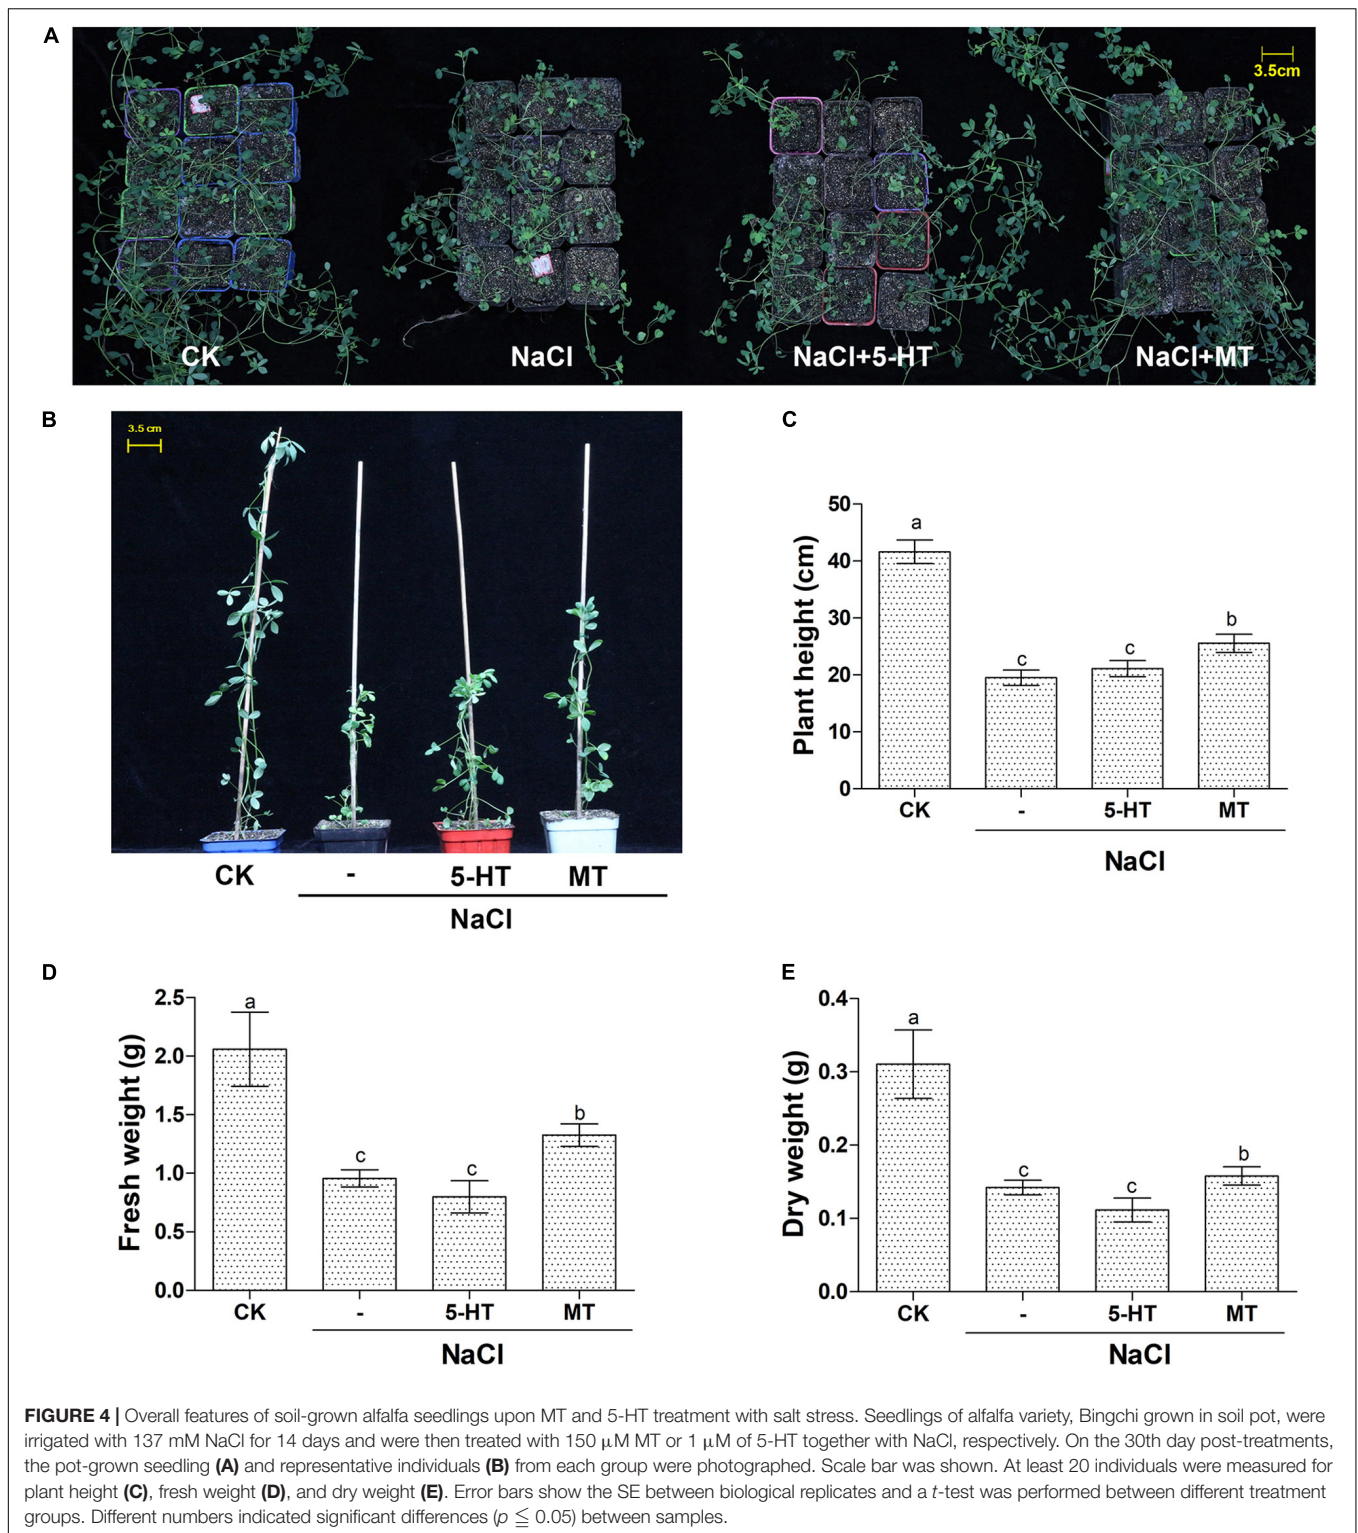 A
3.5cm
CK
NaCl
NaCl+5-HT
NaCl+MT
B
3.5 cm
CK
-
5-HT
MT
NaCl
C
Plant height (cm)
50
40
30
20
10
0
a
c
c
b
CK
-
5-HT
MT
NaCl
D
Fresh weight (g)
2.5
2.0
1.5
1.0
0.5
0.0
a
c
c
b
CK
-
5-HT
MT
NaCl
E
Dry weight (g)
0.4
0.3
0.2
0.1
0.0
a
c
c
b
CK
-
5-HT
MT
NaCl
FIGURE 4 | Overall features of soil-grown alfalfa seedlings upon MT and 5-HT treatment with salt stress. Seedlings of alfalfa variety, Bingchi grown in soil pot, were
irrigated with 137 mM NaCl for 14 days and were then treated with 150 μM MT or 1 μM of 5-HT together with NaCl, respectively. On the 30th day post-treatments,
the pot-grown seedling (A) and representative individuals (B) from each group were photographed. Scale bar was shown. At least 20 individuals were measured for
plant height (C), fresh weight (D), and dry weight (E). Error bars show the SE between biological replicates and a t-test was performed between different treatment
groups. Different numbers indicated significant differences (p ≦ 0.05) between samples.